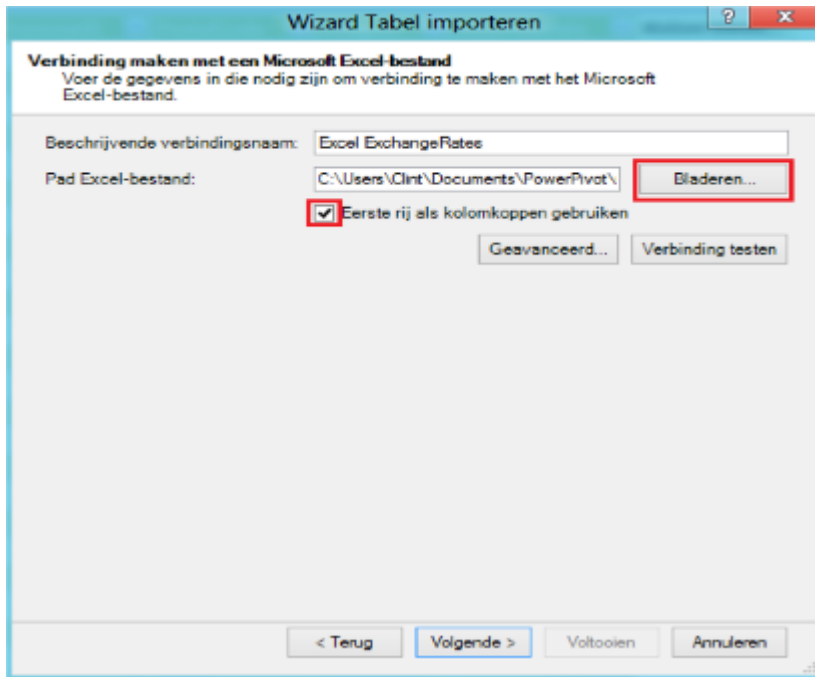 Wizard Tabel importeren
?
x
Verbinding maken met een Microsoft Excel-bestand
Voer de gegevens in die nodig zijn om verbinding te maken met het Microsoft
Excel-bestand.
Beschrijvende verbindingsnaam: Excel ExchangeRates
Pad Excel-bestand: C:\Users\Clint\Documents\PowerPivot\ Bladeren...
Eerste rij als kolomkoppen gebruiken
Geavanceerd... Verbinding testen
< Terug Volgende > Voltooien Annuleren